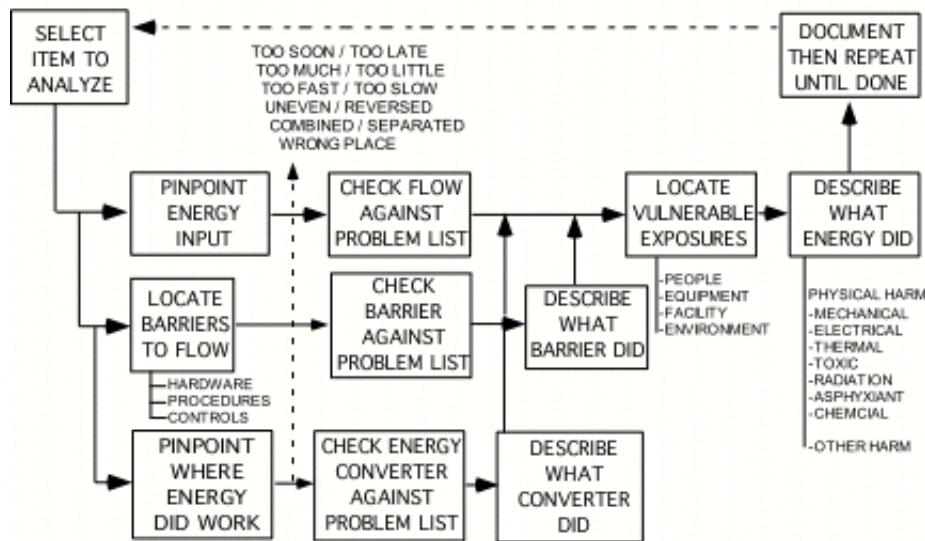 SELECT
ITEM TO
ANALYZE
DOCUMENT
THEN REPEAT
UNTIL DONE
TOO SOON / TOO LATE
TOO MUCH / TOO LITTLE
TOO FAST / TOO SLOW
UNEVEN / REVERSED
COMBINED / SEPARATED
WRONG PLACE
PINPOINT
ENERGY
INPUT
CHECK FLOW
AGAINST
PROBLEM LIST
LOCATE
VULNERABLE
EXPOSURES
DESCRIBE
WHAT
ENERGY DID
-PEOPLE
-EQUIPMENT
-FACILITY
-ENVIRONMENT
LOCATE
BARRIERS
TO FLOW
CHECK
BARRIER
AGAINST
PROBLEM LIST
DESCRIBE
WHAT
BARRIER DID
PHYSICAL HARM
-MECHANICAL
-ELECTRICAL
-THERMAL
-TOXIC
-RADIATION
-ASPHYXIANT
-CHEMCIAL
-OTHER HARM
-HARDWARE
-PROCEDURES
-CONTROLS
PINPOINT
WHERE
ENERGY
DID WORK
CHECK ENERGY
CONVERTER
AGAINST
PROBLEM LIST
DESCRIBE
WHAT
CONVERTER
DID